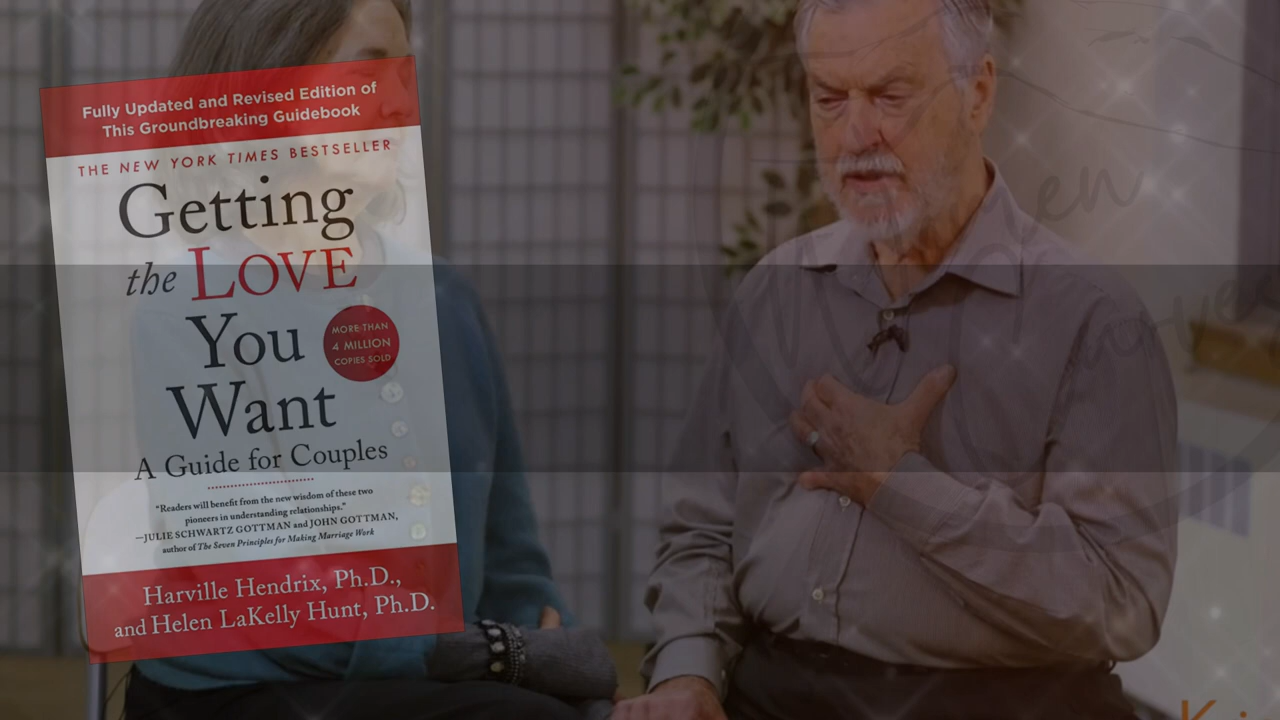 Fully Updated and Revised Edition of
This Groundbreaking Guidebook
THE NEW YORK TIMES BESTSELLER
Getting
the LOVE
You
Want
MORE THAN
4 MILLION
COPIES SOLD
A Guide for Couples
"Readers will benefit from the new wisdom of these two
pioneers in understanding relationships."
—JULIE SCHWARTZ GOTTMAN and JOHN GOTTMAN,
author of The Seven Principles for Making Marriage Work
Harville Hendrix, Ph.D.,
and Helen LaKelly Hunt, Ph.D.